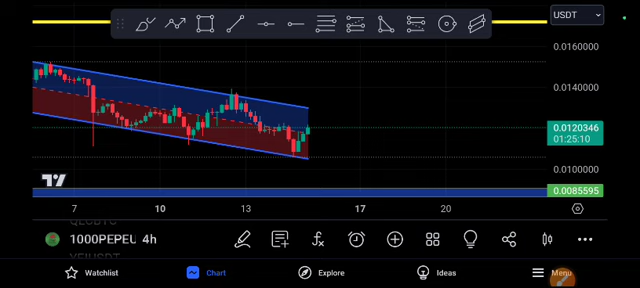 USDT
0.0160000
0.0140000
0.0120346
01:25:10
0.0100000
0.0085595
7 10 13 17 20
1000PEPEU 4h
Watchlist Chart Explore Ideas Menu